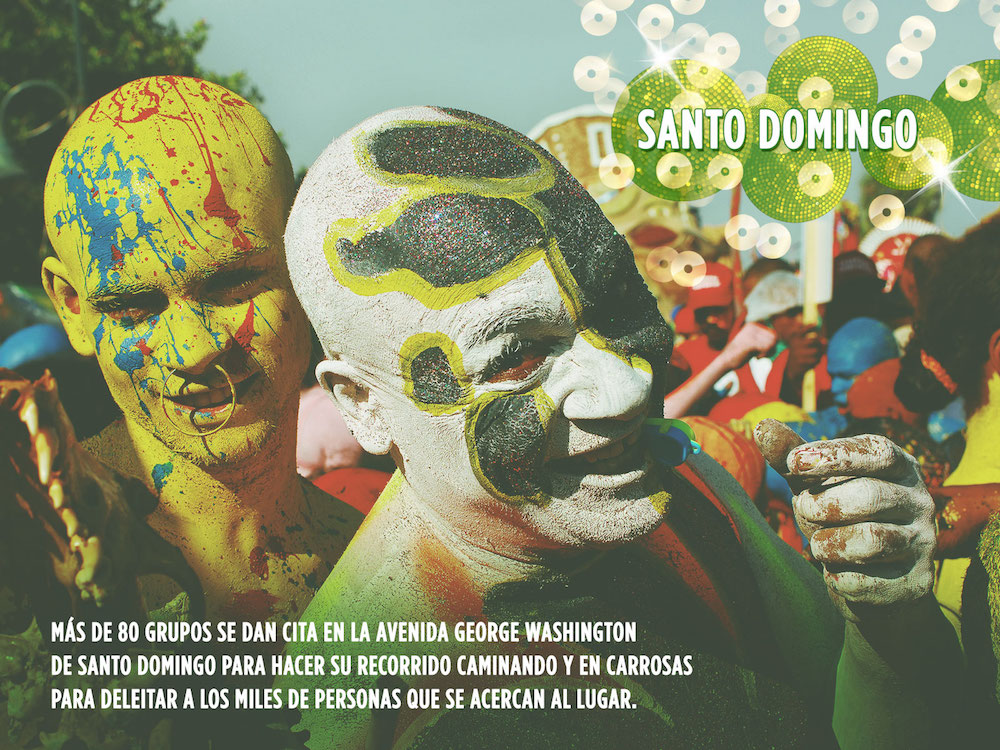 SANTO DOMINGO
MÁS DE 80 GRUPOS SE DAN CITA EN LA AVENIDA GEORGE WASHINGTON
DE SANTO DOMINGO PARA HACER SU RECORRIDO CAMINANDO Y EN CARROSAS
PARA DELEITAR A LOS MILES DE PERSONAS QUE SE ACERCAN AL LUGAR.